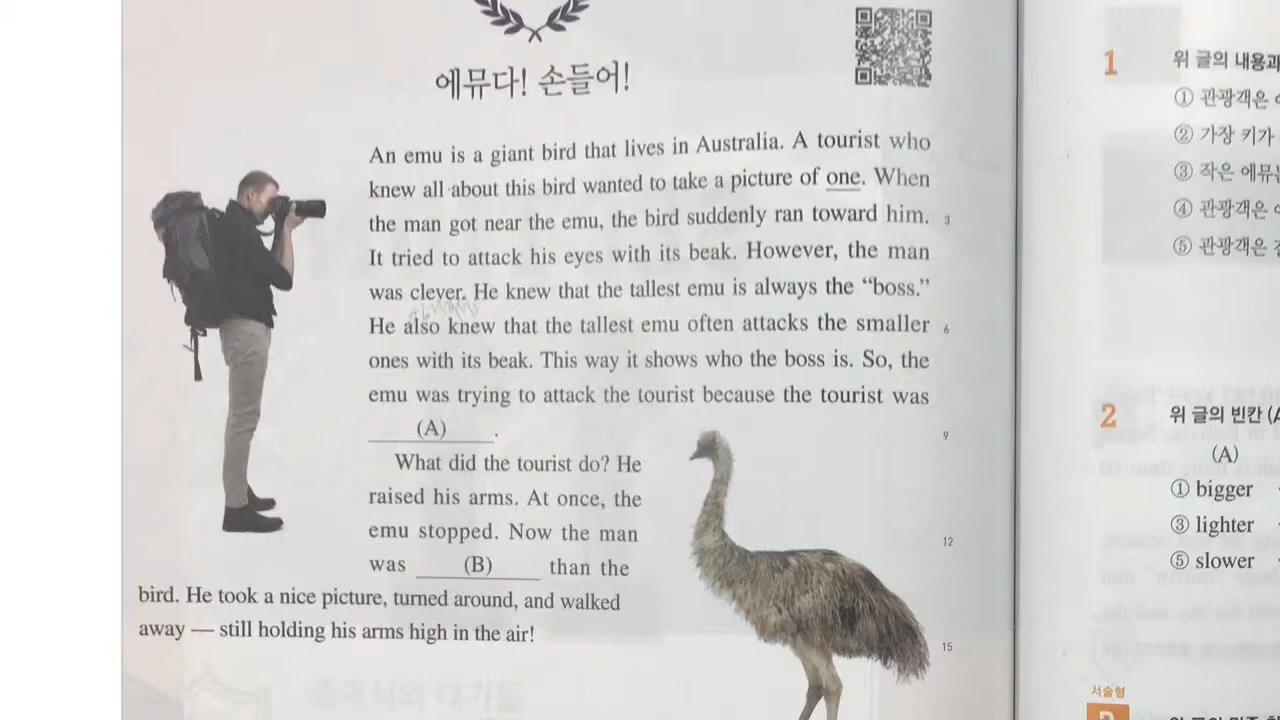 에뮤다! 손들어!
An emu is a giant bird that lives in Australia. A tourist who
knew all about this bird wanted to take a picture of one. When
the man got near the emu, the bird suddenly ran toward him. 3
It tried to attack his eyes with its beak. However, the man
was clever. He knew that the tallest emu is always the “boss.”
He also knew that the tallest emu often attacks the smaller 6
ones with its beak. This way it shows who the boss is. So, the
emu was trying to attack the tourist because the tourist was
(A) . 9
What did the tourist do? He
raised his arms. At once, the
emu stopped. Now the man 12
was (B) than the
bird. He took a nice picture, turned around, and walked
away — still holding his arms high in the air! 15
1 위 글의 내용과
① 관광객은
② 가장 키가
③ 작은 에뮤는
④ 관광객은
⑤ 관광객은
2 위 글의 빈칸 (A
(A)
① bigger
③ lighter
⑤ slower
서술형